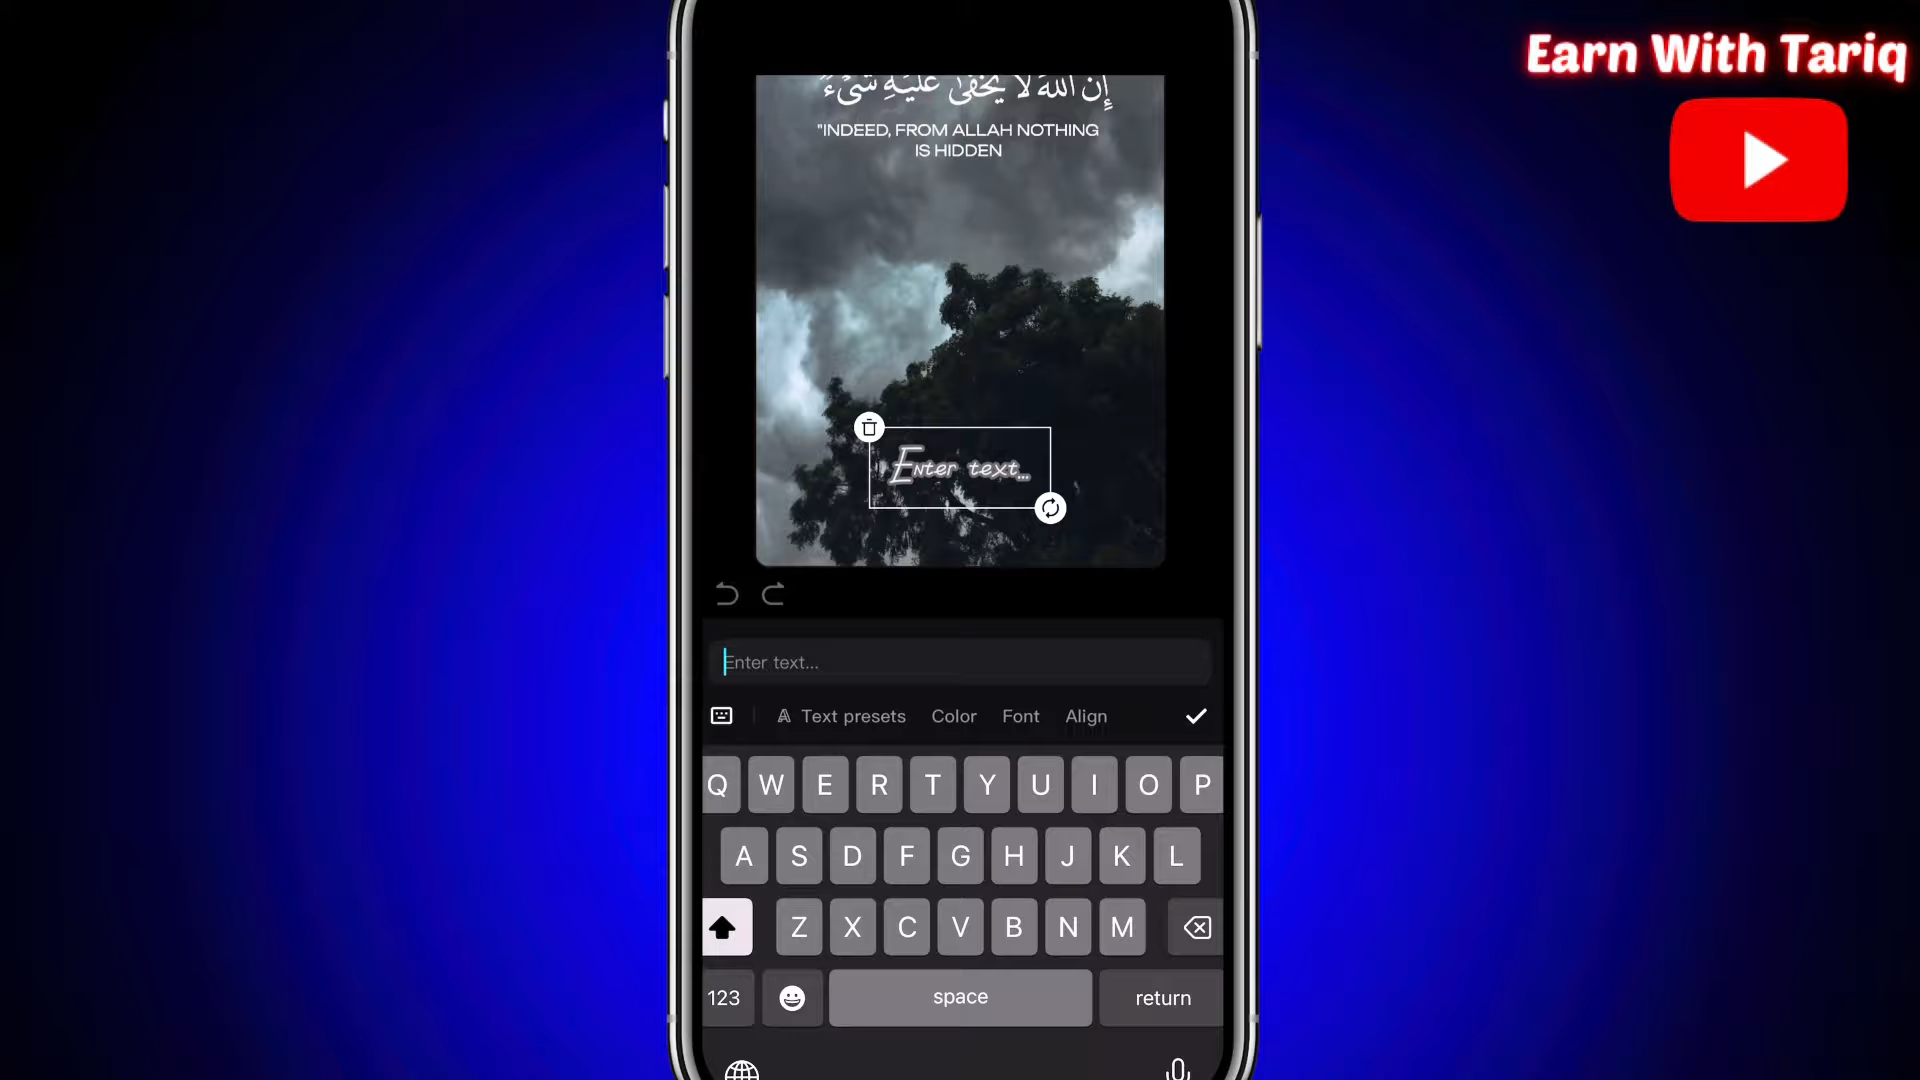 Earn With Tariq
إِنَّ اللَّهَ لَا يَخْفَىٰ عَلَيْهِ شَيْءٌ
"INDEED, FROM ALLAH NOTHING
IS HIDDEN
Enter text...
Enter text...
Text presets Color Font Align
Q W E R T Y U I O P
A S D F G H J K L
Z X C V B N M
123 space return